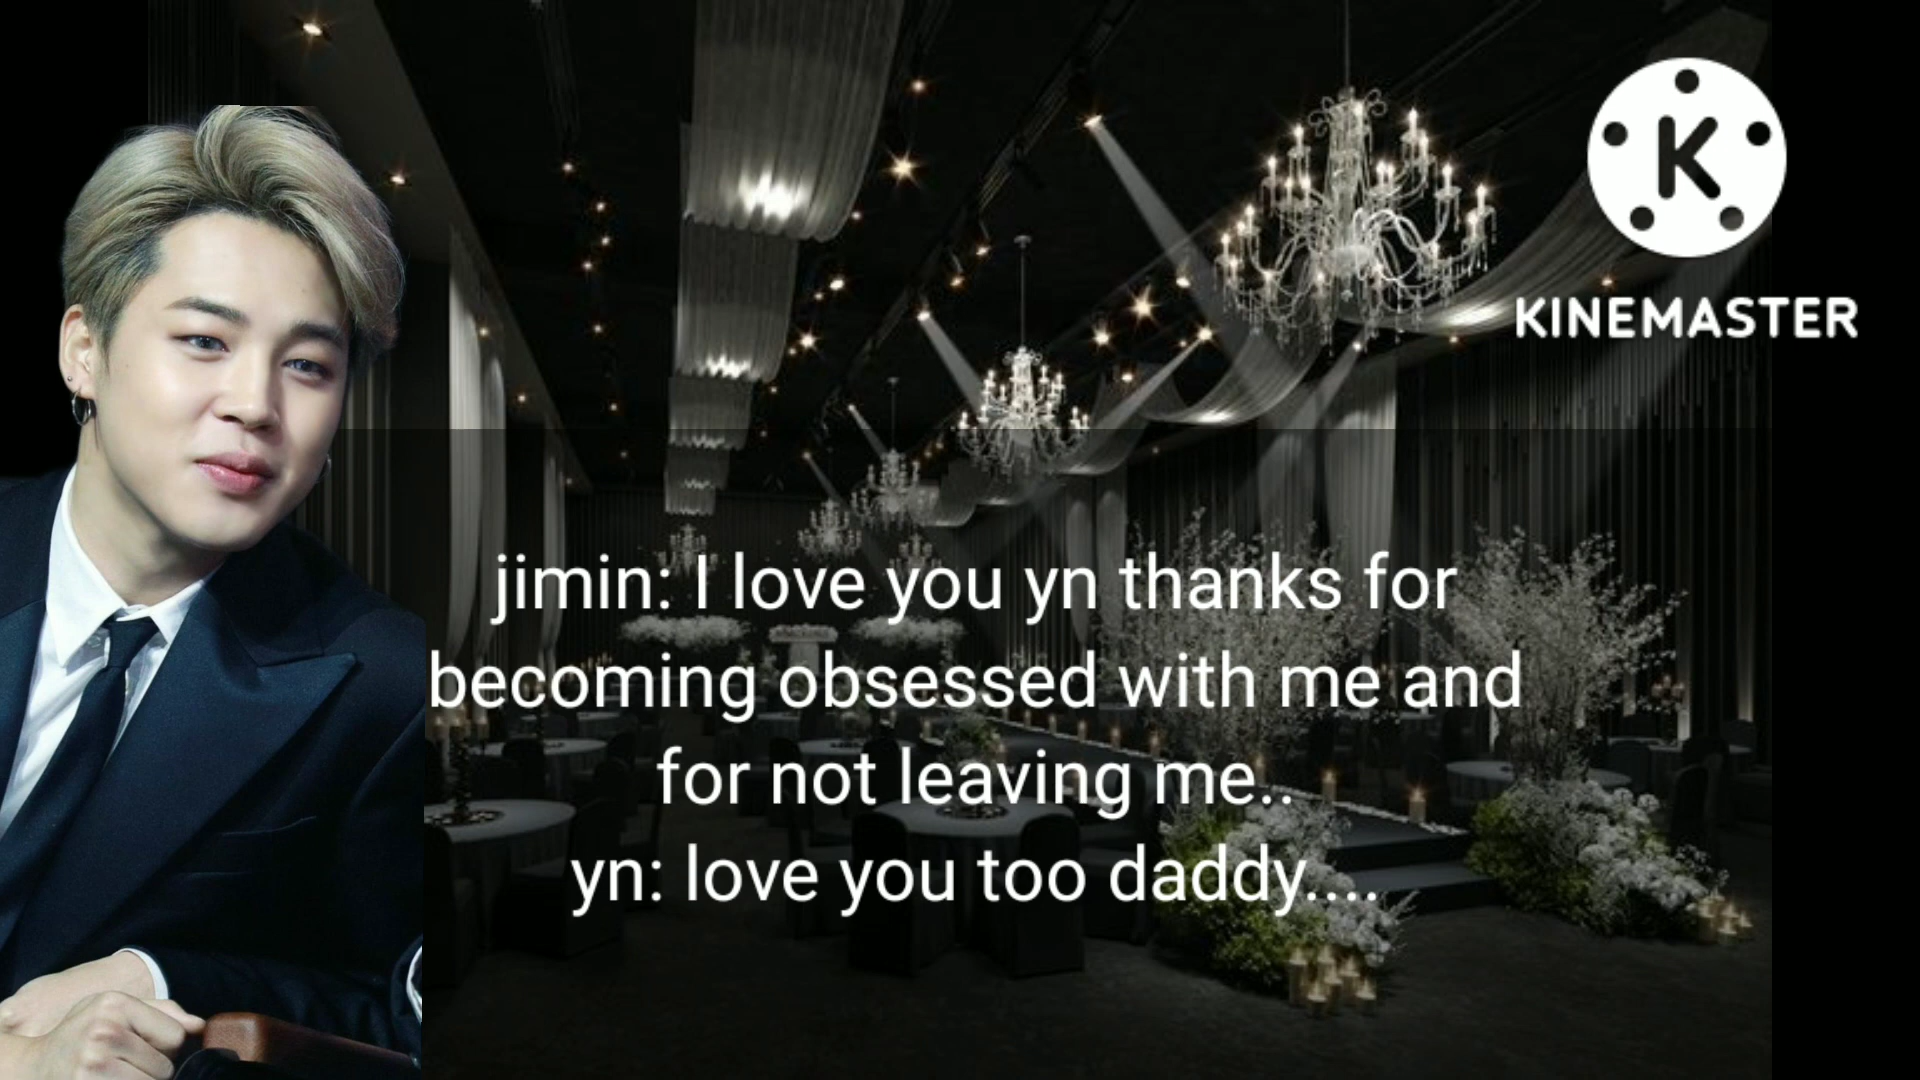 K
KINEMASTER
jimin: I love you yn thanks for
becoming obsessed with me and
for not leaving me..
yn: love you too daddy....